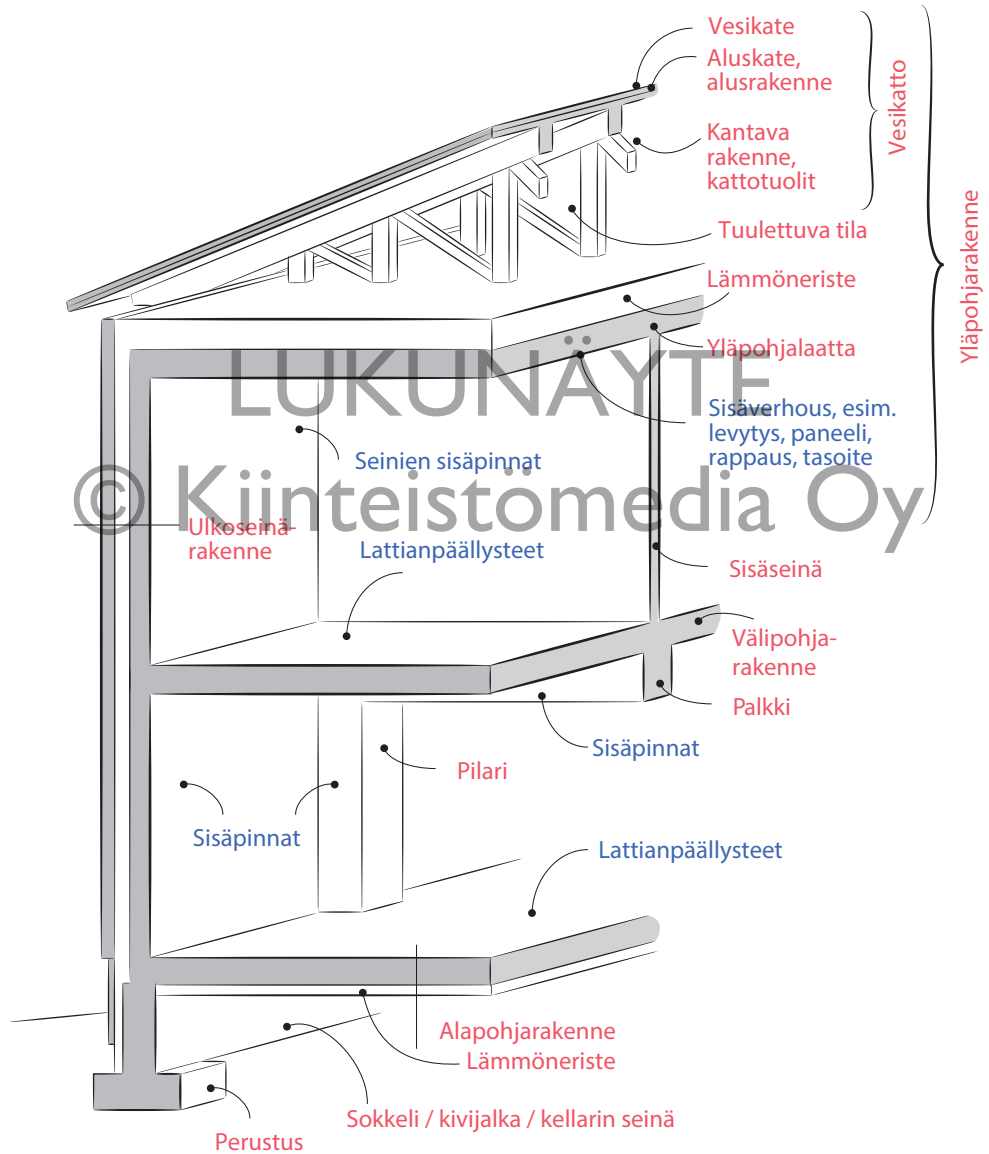 Vesikate
Aluskate,
alusrakenne
Vesikatto
Kantava
rakenne,
kattotuolit
Tuulettuva tila
Yläpohjarakenne
Lämmöneriste
Yläpohjalaatta
LUKUNÄYTE
Sisäverhous, esim.
levytys, paneeli,
rappaus, tasoite
Seinien sisäpinnat
© Kiinteistömedia Oy
Ulkoseinä-
rakenne
Lattianpäällysteet
Sisäseinä
Välipohja-
rakenne
Palkki
Sisäpinnat
Pilari
Sisäpinnat
Lattianpäällysteet
Alapohjarakenne
Lämmöneriste
Sokkeli / kivijalka / kellarin seinä
Perustus